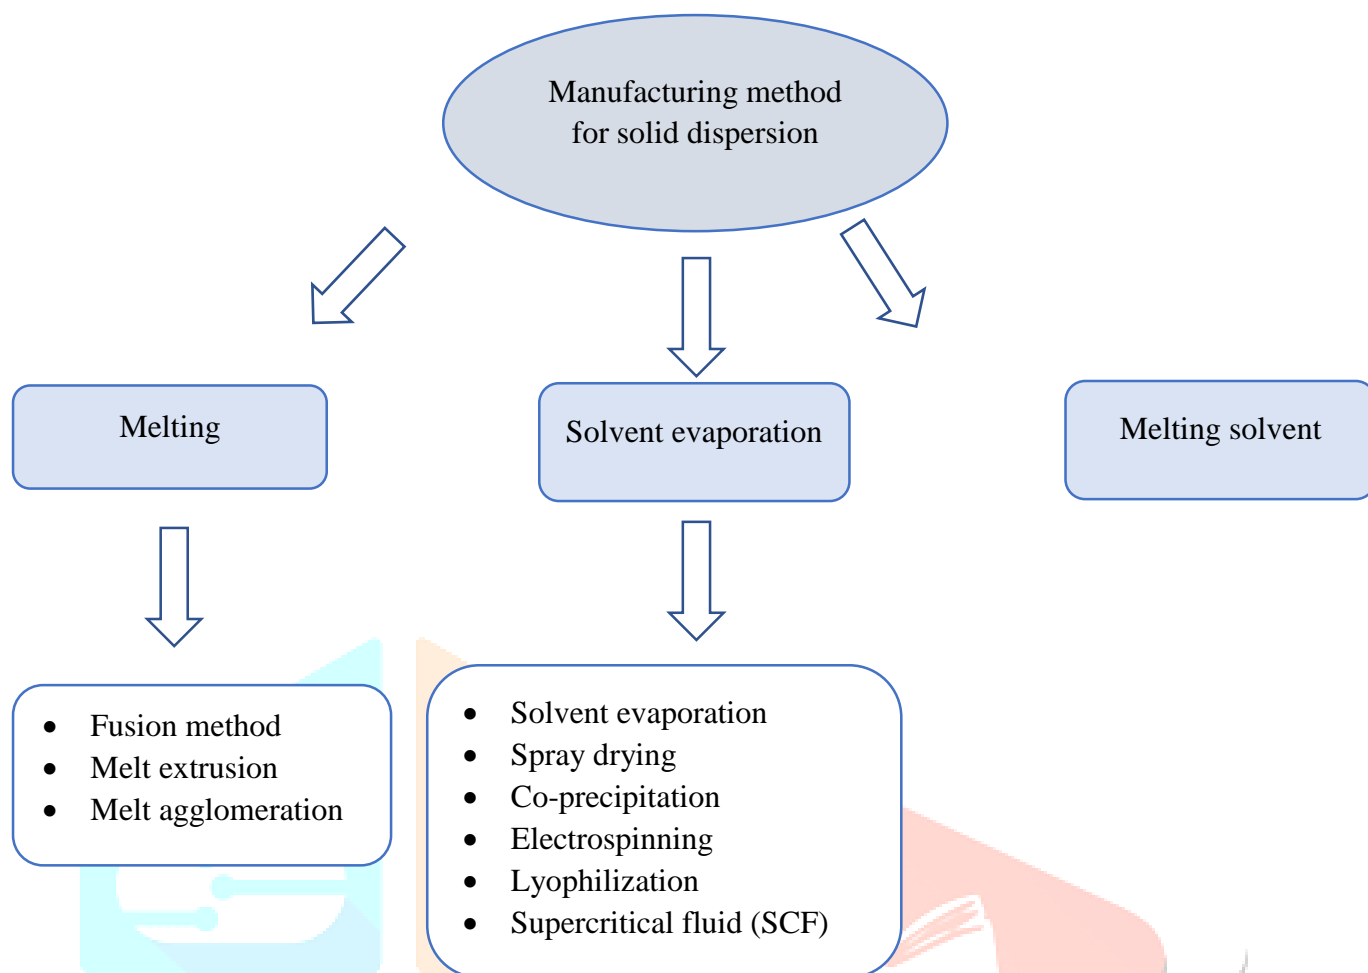 Manufacturing method
for solid dispersion
Melting
Solvent evaporation
Melting solvent
• Fusion method
• Melt extrusion
• Melt agglomeration
• Solvent evaporation
• Spray drying
• Co-precipitation
• Electrospinning
• Lyophilization
• Supercritical fluid (SCF)